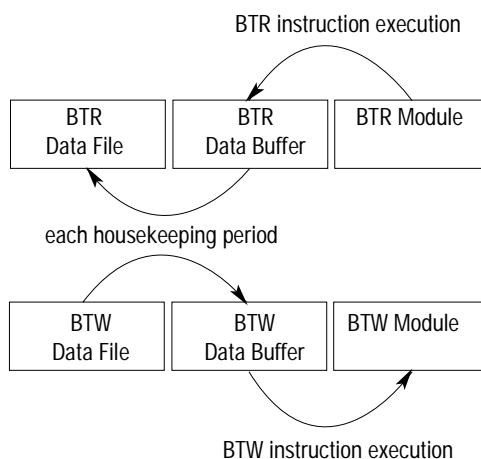 BTR instruction execution
BTR
Data File
BTR
Data Buffer
BTR Module
each housekeeping period
BTW
Data File
BTW
Data Buffer
BTW Module
BTW instruction execution